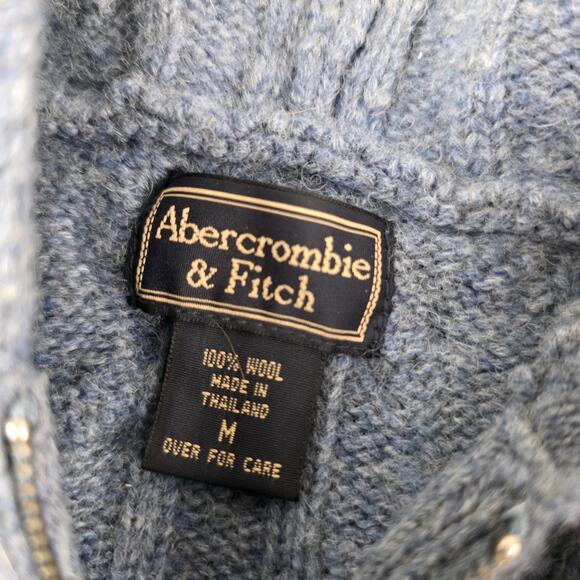 Abercrombie
& Fitch
100% WOOL
MADE IN
THAILAND
M
OVER FOR CARE